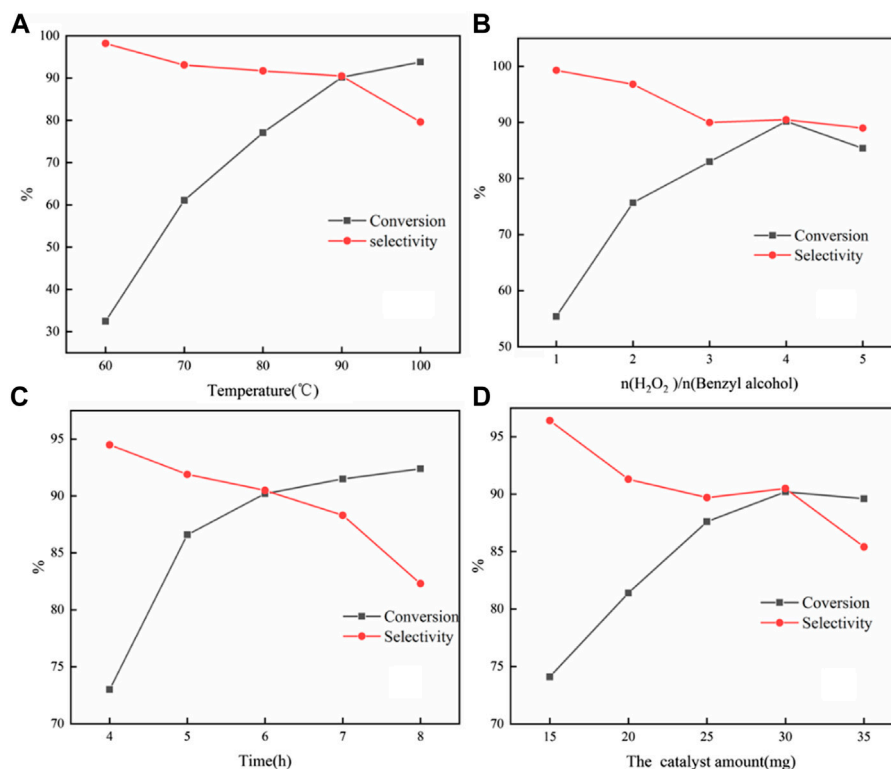 A
100
90
80
70
60
50
40
30
%
Conversion
selectivity
60 70 80 90 100
Temperature(℃)
B
100
90
80
70
60
50
%
Conversion
Selectivity
1 2 3 4 5
n(H₂O₂ )/n(Benzyl alcohol)
C
95
90
85
80
75
70
%
Conversion
Selectivity
4 5 6 7 8
Time(h)
D
95
90
85
80
75
70
%
Coversion
Selectivity
15 20 25 30 35
The catalyst amount(mg)